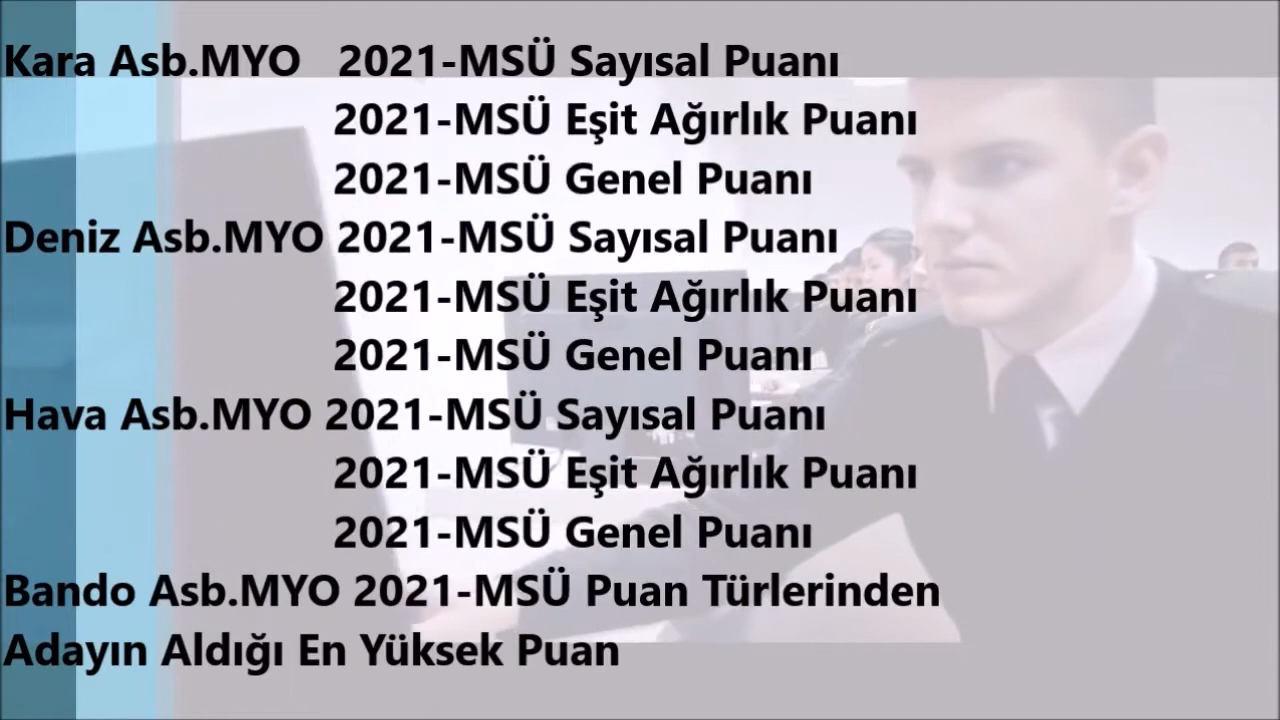 Kara Asb.MYO 2021-MSÜ Sayısal Puanı
2021-MSÜ Eşit Ağırlık Puanı
2021-MSÜ Genel Puanı
Deniz Asb.MYO 2021-MSÜ Sayısal Puanı
2021-MSÜ Eşit Ağırlık Puanı
2021-MSÜ Genel Puanı
Hava Asb.MYO 2021-MSÜ Sayısal Puanı
2021-MSÜ Eşit Ağırlık Puanı
2021-MSÜ Genel Puanı
Bando Asb.MYO 2021-MSÜ Puan Türlerinden
Adayın Aldığı En Yüksek Puan